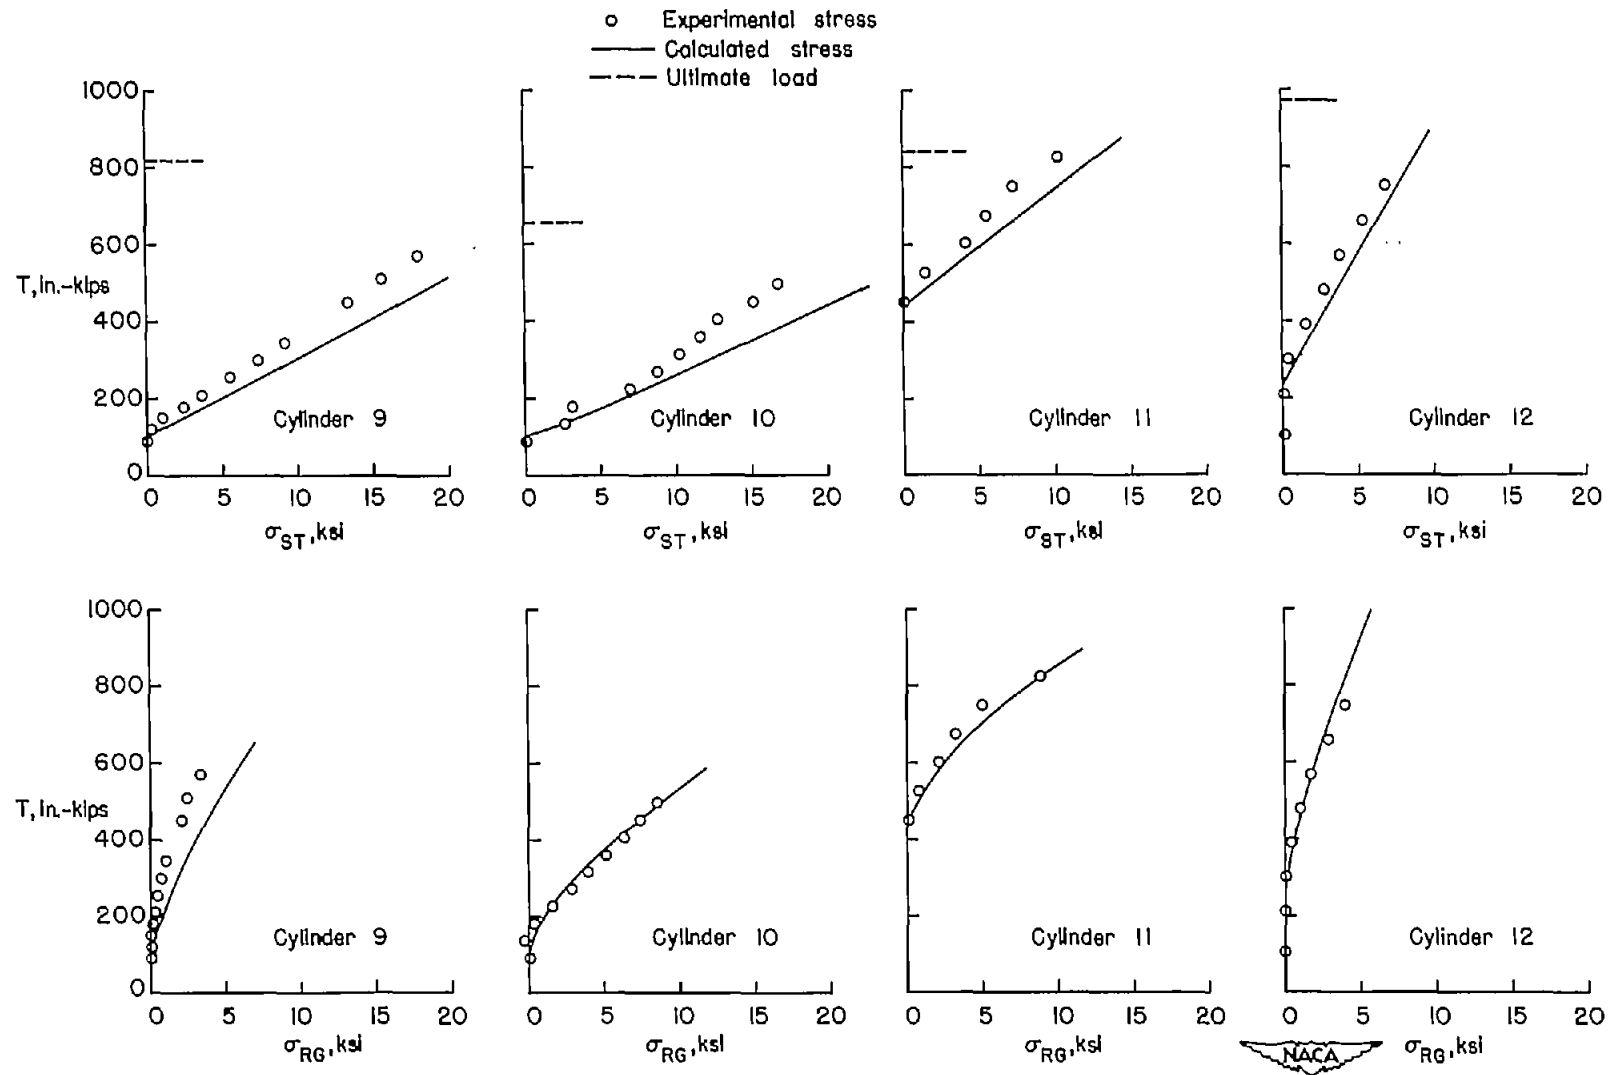 Experimental stress
Calculated stress
Ultimate load
1000
800
600
T, in.-kips
400
200
0
Cylinder 9
Cylinder 10
Cylinder 11
Cylinder 12
0 5 10 15 20
0 5 10 15 20
0 5 10 15 20
0 5 10 15 20
σST, ksi
σST, ksi
σST, ksi
σST, ksi
1000
800
600
T, in.-kips
400
200
0
Cylinder 9
Cylinder 10
Cylinder 11
Cylinder 12
0 5 10 15 20
0 5 10 15 20
0 5 10 15 20
0 5 10 15 20
σRG, ksi
σRG, ksi
σRG, ksi
σRG, ksi
NACA